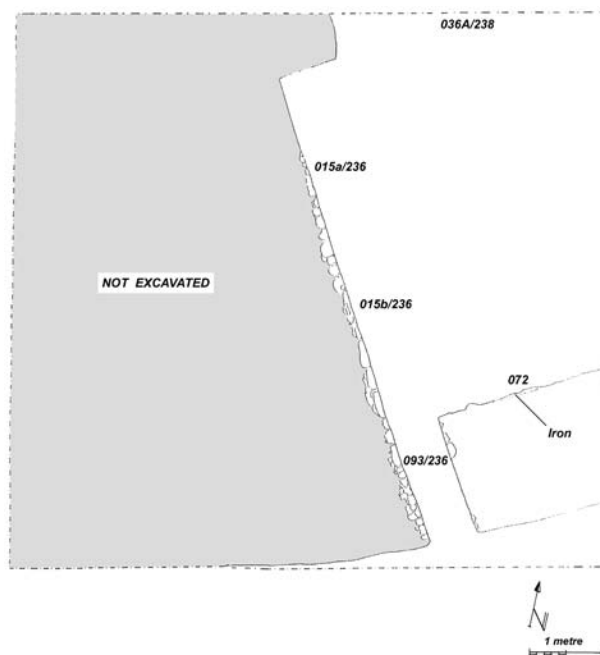 036A/238
015a/236
NOT EXCAVATED
015b/236
072
Iron
093/236
N
1 metre